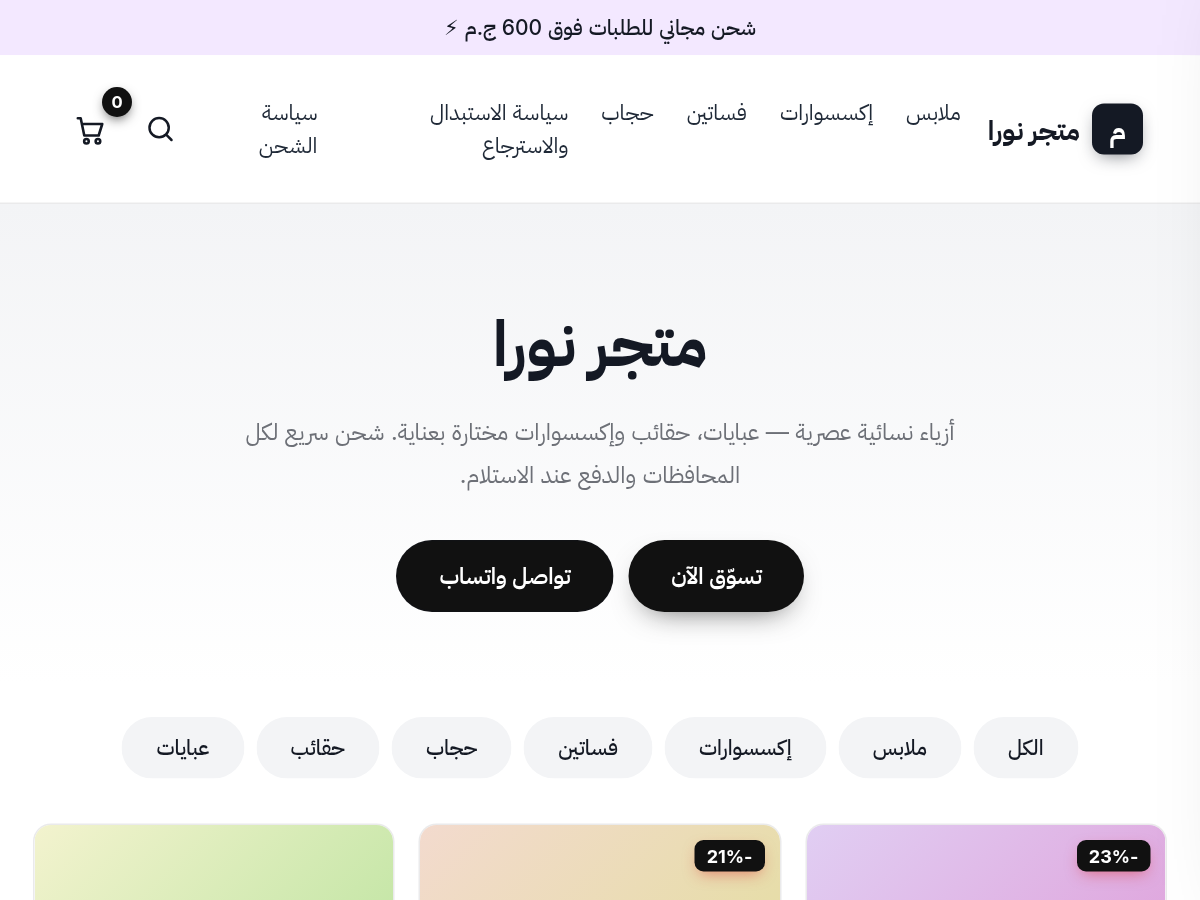 شحن مجاني للطلبات فوق 600 ج.م ⚡
م
متجر نورا
ملابس
إكسسوارات
فساتين
حجاب
سياسة الاستبدال
والاسترجاع
سياسة
الشحن
0
متجر نورا
أزياء نسائية عصرية — عبايات، حقائب وإكسسوارات مختارة بعناية. شحن سريع لكل
المحافظات والدفع عند الاستلام.
تسوّق الآن
تواصل واتساب
الكل
ملابس
إكسسوارات
فساتين
حجاب
حقائب
عبايات
-23%
-21%